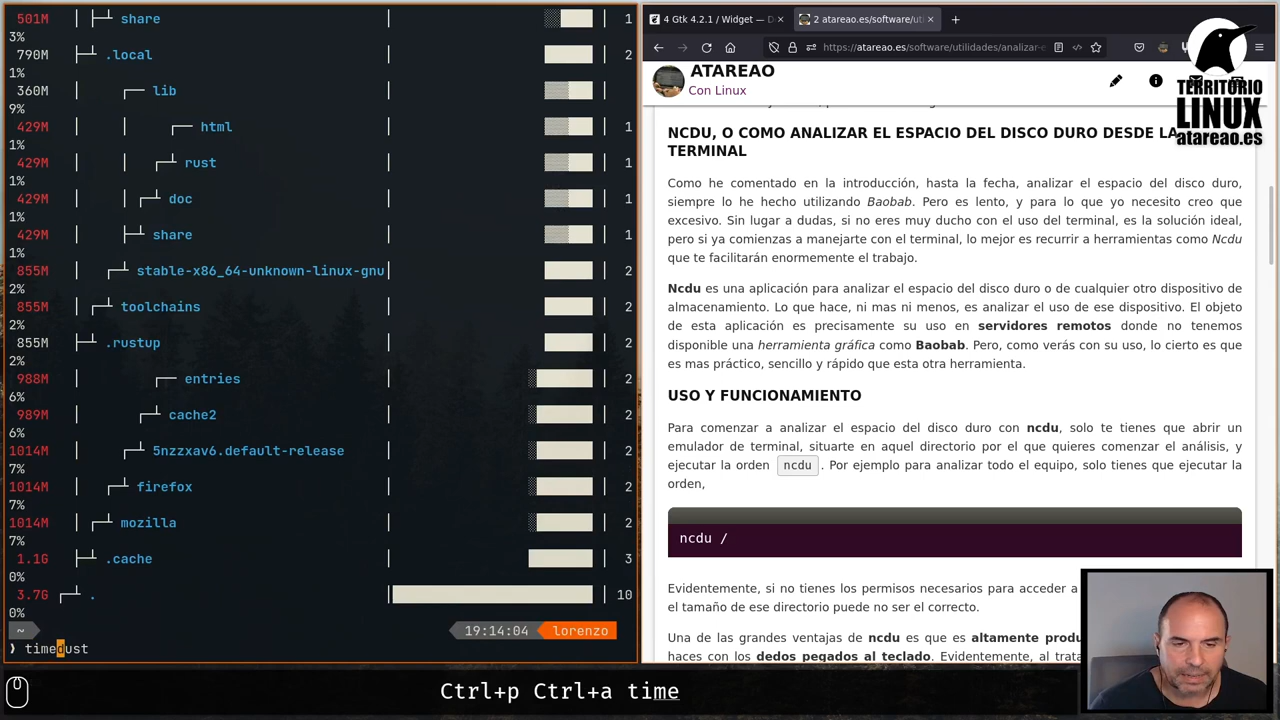 501M ├─┴ share 1
3%
790M ├─┴ .local 2
1%
360M ┌── lib
9%
429M ┌── html 1
1%
429M ┌─┴ rust 1
1%
429M ┌─┴ doc 1
1%
429M ├─┴ share 1
1%
855M ┌─┴ stable-x86_64-unknown-linux-gnu 2
2%
855M ┌─┴ toolchains 2
2%
855M ├─┴ .rustup 2
2%
988M ┌── entries 2
6%
989M ┌─┴ cache2 2
6%
1014M ┌─┴ 5nzzxav6.default-release 2
7%
1014M ┌─┴ firefox 2
7%
1014M ┌─┴ mozilla 2
7%
1.1G ├─┴ .cache 3
0%
3.7G ┌─┴ . 10
0%
~ 19:14:04 lorenzo
❯ timedust
4 Gtk 4.2.1 / Widget — D
2 atareao.es/software/uti
https://atareao.es/software/utilidades/analizar-e
ATAREAO
Con Linux
TERRITORIO
LINUX
atareao.es
NCDU, O COMO ANALIZAR EL ESPACIO DEL DISCO DURO DESDE LA
TERMINAL
Como he comentado en la introducción, hasta la fecha, analizar el espacio del disco duro,
siempre lo he hecho utilizando Baobab. Pero es lento, y para lo que yo necesito creo que
excesivo. Sin lugar a dudas, si no eres muy ducho con el uso del terminal, es la solución ideal,
pero si ya comienzas a manejarte con el terminal, lo mejor es recurrir a herramientas como Ncdu
que te facilitarán enormemente el trabajo.
Ncdu es una aplicación para analizar el espacio del disco duro o de cualquier otro dispositivo de
almacenamiento. Lo que hace, ni mas ni menos, es analizar el uso de ese dispositivo. El objeto
de esta aplicación es precisamente su uso en servidores remotos donde no tenemos
disponible una herramienta gráfica como Baobab. Pero, como verás con su uso, lo cierto es que
es mas práctico, sencillo y rápido que esta otra herramienta.
USO Y FUNCIONAMIENTO
Para comenzar a analizar el espacio del disco duro con ncdu, solo te tienes que abrir un
emulador de terminal, situarte en aquel directorio por el que quieres comenzar el análisis, y
ejecutar la orden ncdu . Por ejemplo para analizar todo el equipo, solo tienes que ejecutar la
orden,
ncdu /
Evidentemente, si no tienes los permisos necesarios para acceder a
el tamaño de ese directorio puede no ser el correcto.
Una de las grandes ventajas de ncdu es que es altamente produ
haces con los dedos pegados al teclado. Evidentemente, al trata
Ctrl+p Ctrl+a time